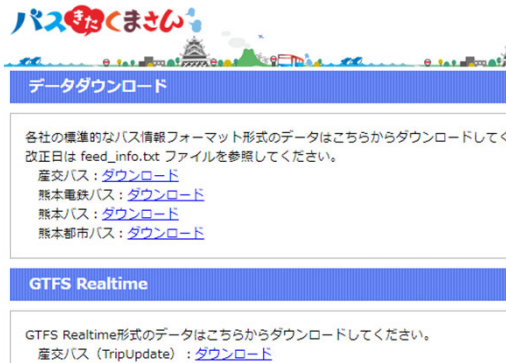 バスきたくまさん
データダウンロード
各社の標準的なバス情報フォーマット形式のデータはこちらからダウンロードしてく
改正日は feed_info.txt ファイルを参照してください。
産交バス：ダウンロード
熊本電鉄バス：ダウンロード
熊本バス：ダウンロード
熊本都市バス：ダウンロード
GTFS Realtime
GTFS Realtime形式のデータはこちらからダウンロードしてください。
産交バス（TripUpdate）：ダウンロード